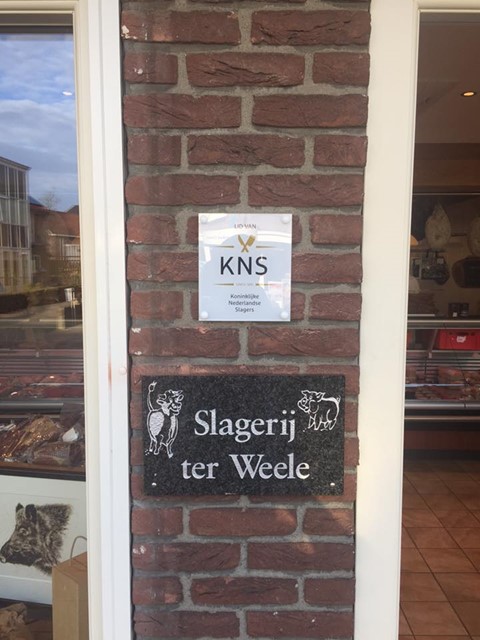 LID VAN
KNS
Koninklijke
Nederlandse
Slagers
Slagerij
ter Weele